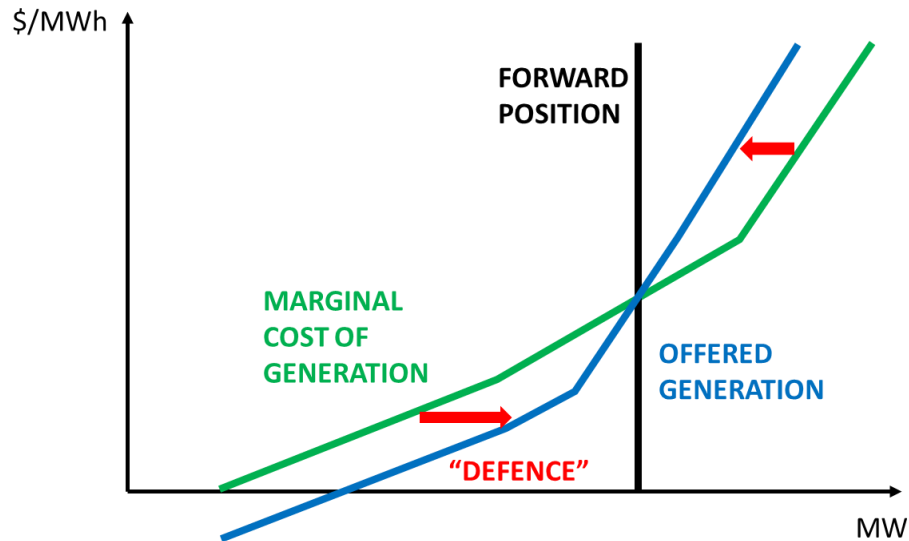 $/MWh
FORWARD
POSITION
MARGINAL
COST OF
GENERATION
OFFERED
GENERATION
“DEFENCE”
MW